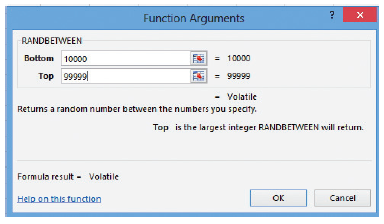 Function Arguments
? ×
RANDBETWEEN
Bottom 10000 = 10000
Top 99999 = 99999
= Volatile
Returns a random number between the numbers you specify.
Top is the largest integer RANDBETWEEN will return.
Formula result = Volatile
Help on this function
OK Cancel